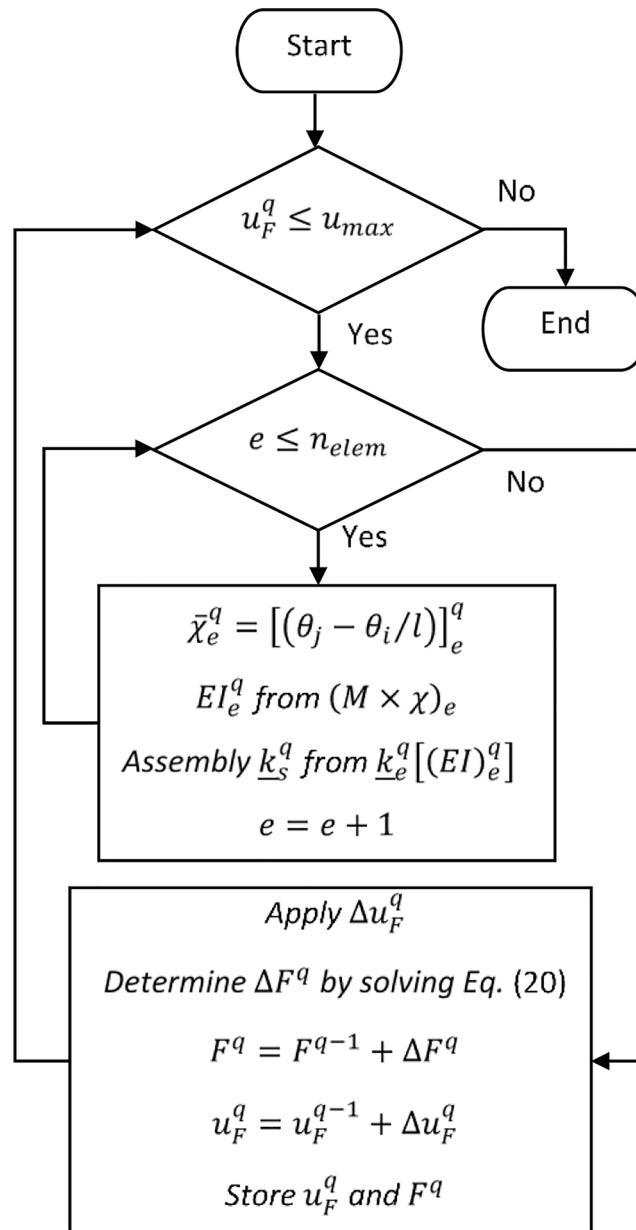 Start
u_F^q ≤ u_max
No
End
Yes
e ≤ n_elem
No
Yes
χ̄_e^q = [(θ_j − θ_i/l)]_e^q
EI_e^q from (M × χ)_e
Assembly k_s^q from k_e^q[(EI)_e^q]
e = e + 1
Apply Δu_F^q
Determine ΔF^q by solving Eq. (20)
F^q = F^{q−1} + ΔF^q
u_F^q = u_F^{q−1} + Δu_F^q
Store u_F^q and F^q